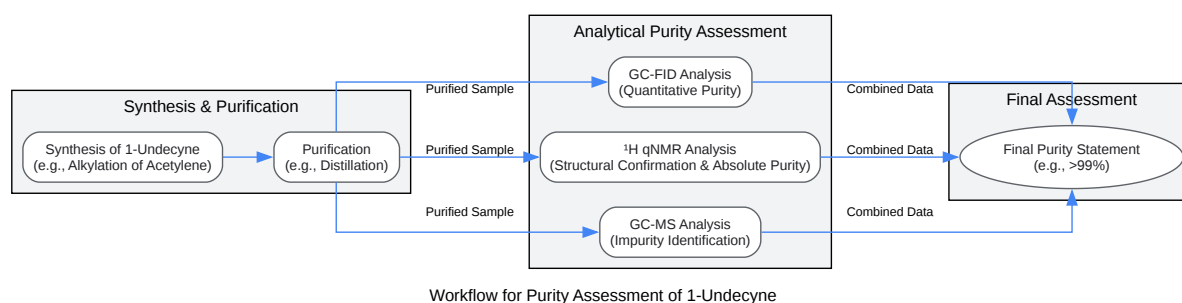 Synthesis & Purification
Synthesis of 1-Undecyne
(e.g., Alkylation of Acetylene)
Purification
(e.g., Distillation)
Purified Sample
Purified Sample
Purified Sample
Analytical Purity Assessment
GC-FID Analysis
(Quantitative Purity)
¹H qNMR Analysis
(Structural Confirmation & Absolute Purity)
GC-MS Analysis
(Impurity Identification)
Combined Data
Combined Data
Combined Data
Final Assessment
Final Purity Statement
(e.g., >99%)
Workflow for Purity Assessment of 1-Undecyne